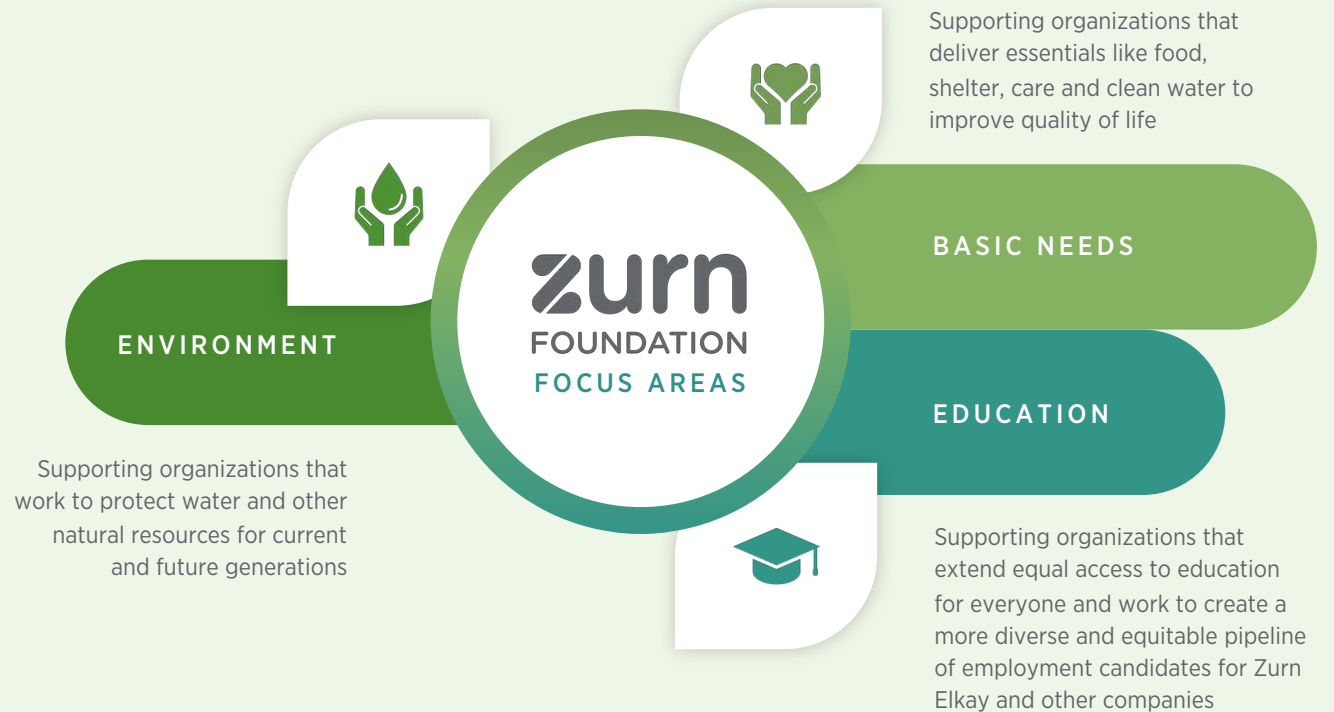 Supporting organizations that
deliver essentials like food,
shelter, care and clean water to
improve quality of life
BASIC NEEDS
ENVIRONMENT
Supporting organizations that
work to protect water and other
natural resources for current
and future generations
zurn
FOUNDATION
FOCUS AREAS
EDUCATION
Supporting organizations that
extend equal access to education
for everyone and work to create a
more diverse and equitable pipeline
of employment candidates for Zurn
Elkay and other companies